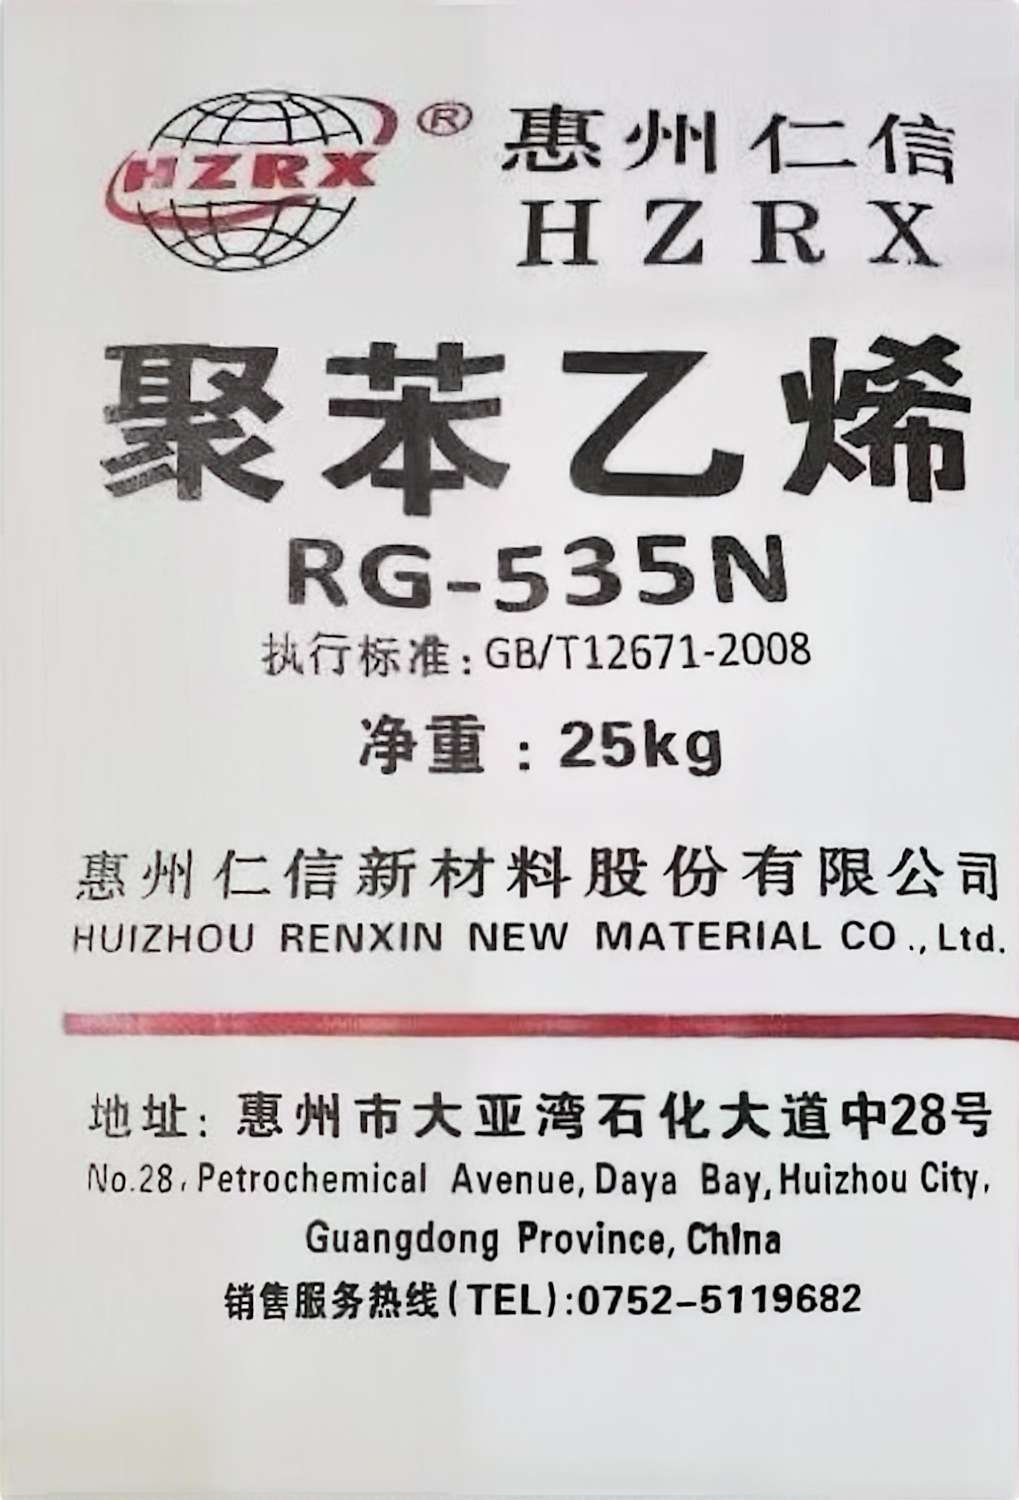 HZRX ® 惠州仁信
HZRX
聚苯乙烯
RG-535N
执行标准：GB/T12671-2008
净重：25kg
惠州仁信新材料股份有限公司
HUIZHOU RENXIN NEW MATERIAL CO.,Ltd.
地址：惠州市大亚湾石化大道中28号
No.28, Petrochemical Avenue, Daya Bay, Huizhou City,
Guangdong Province, China
销售服务热线(TEL):0752-5119682